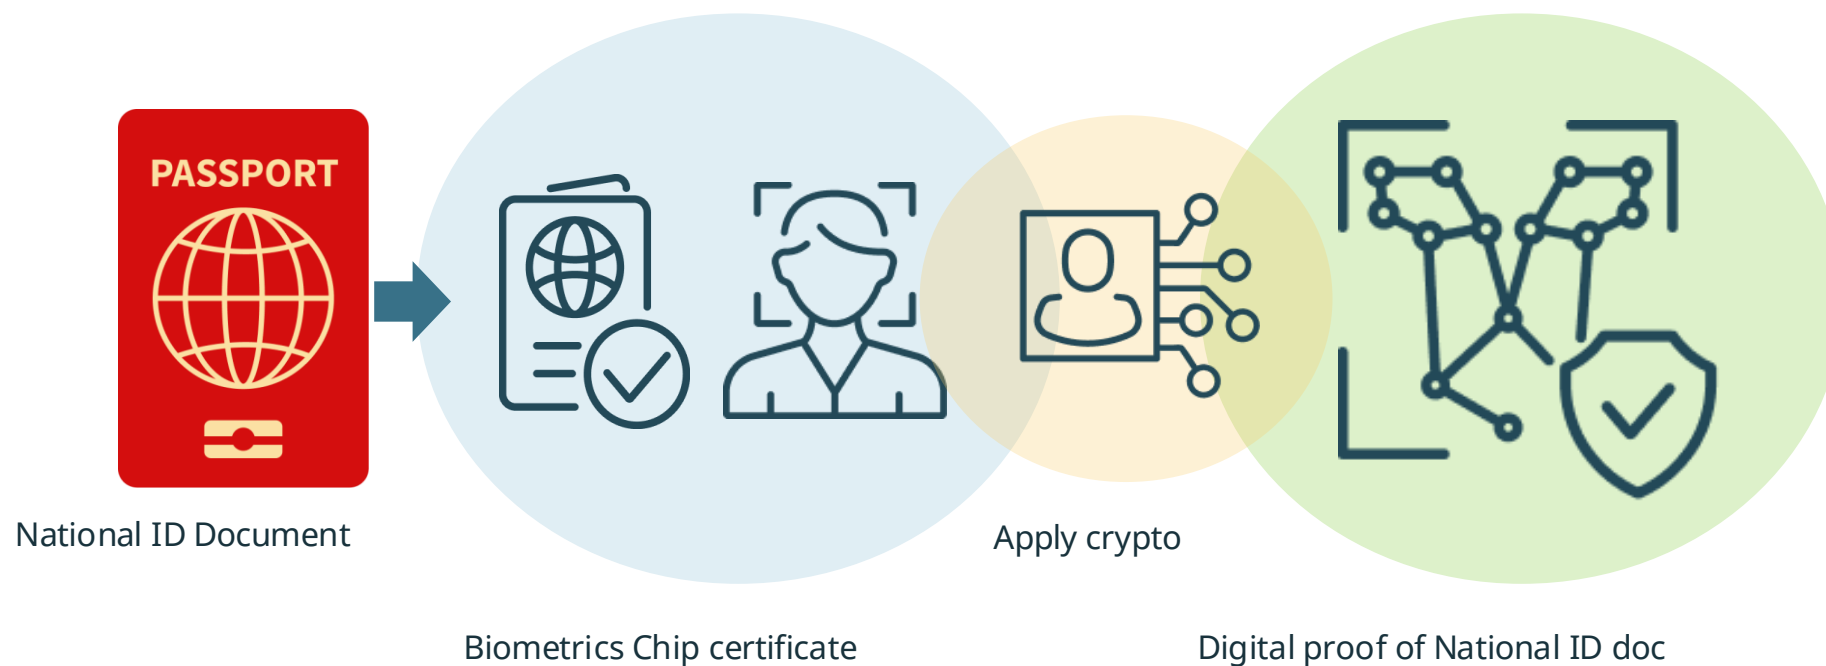 PASSPORT
National ID Document
Apply crypto
Biometrics Chip certificate
Digital proof of National ID doc